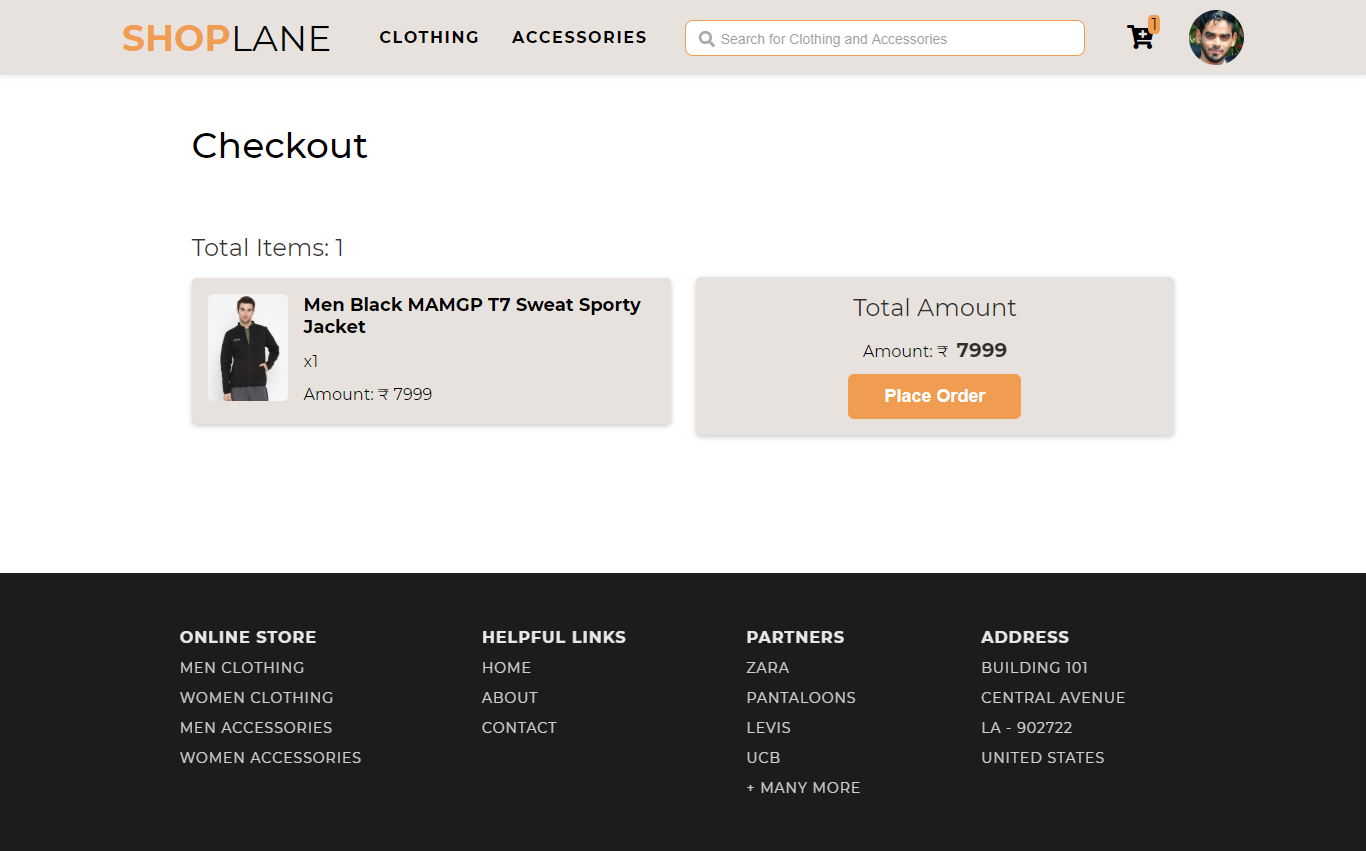 SHOPLANE CLOTHING ACCESSORIES Search for Clothing and Accessories 1
Checkout
Total Items: 1
Men Black MAMGP T7 Sweat Sporty
Jacket
x1
Amount: ₹ 7999
Total Amount
Amount: ₹ 7999
Place Order
ONLINE STORE
MEN CLOTHING
WOMEN CLOTHING
MEN ACCESSORIES
WOMEN ACCESSORIES
HELPFUL LINKS
HOME
ABOUT
CONTACT
PARTNERS
ZARA
PANTALOONS
LEVIS
UCB
+ MANY MORE
ADDRESS
BUILDING 101
CENTRAL AVENUE
LA - 902722
UNITED STATES